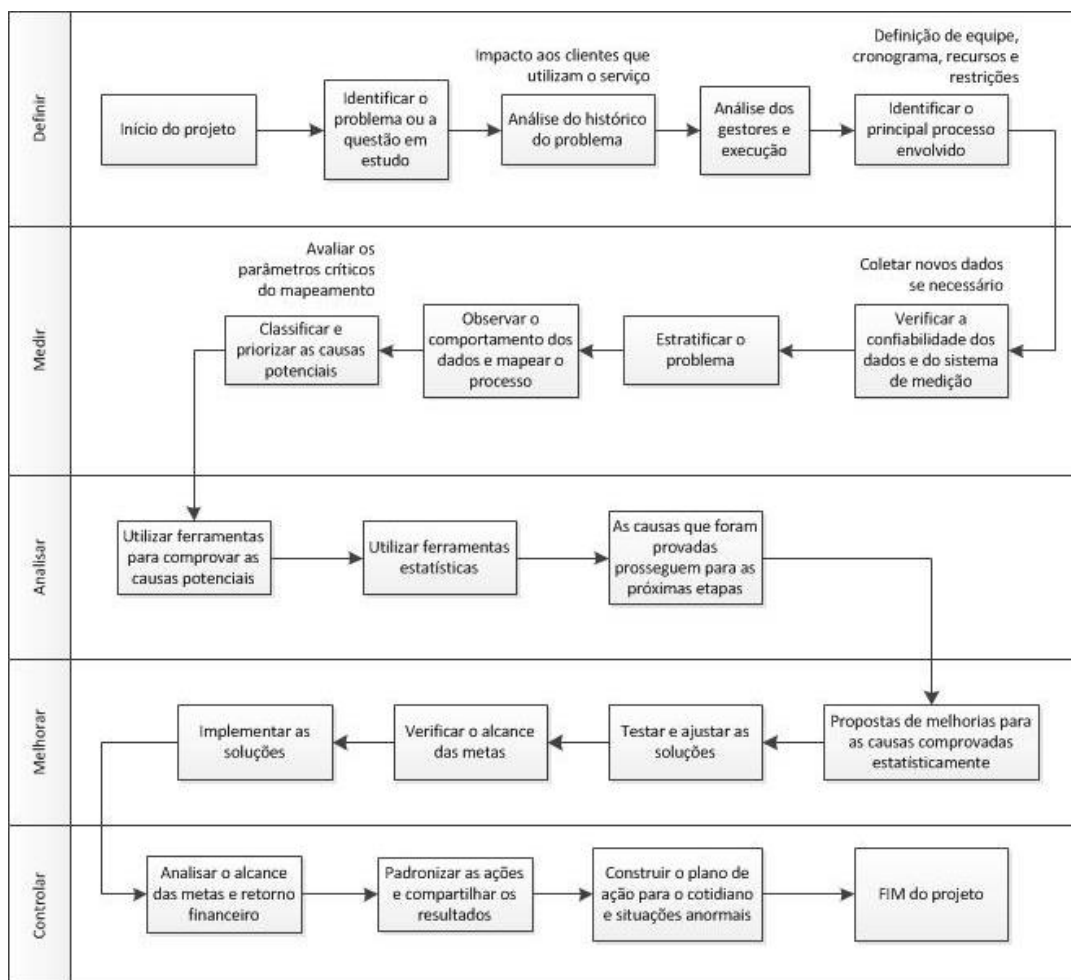 Definir
Início do projeto
Identificar o
problema ou a
questão em
estudo
Impacto aos clientes que
utilizam o serviço
Análise do histórico
do problema
Análise dos
gestores e
execução
Definição de equipe,
cronograma, recursos e
restrições
Identificar o
principal processo
envolvido
Medir
Coletar novos dados
se necessário
Verificar a
confiabilidade dos
dados e do sistema
de medição
Estratificar o
problema
Observar o
comportamento dos
dados e mapear o
processo
Avaliar os
parâmetros críticos
do mapeamento
Classificar e
priorizar as causas
potenciais
Analisar
Utilizar ferramentas
para comprovar as
causas potenciais
Utilizar ferramentas
estatísticas
As causas que foram
provadas
prosseguem para as
próximas etapas
Melhorar
Propostas de melhorias para
as causas comprovadas
estatísticamente
Testar e ajustar as
soluções
Verificar o alcance
das metas
Implementar as
soluções
Controlar
Analisar o alcance
das metas e retorno
financeiro
Padronizar as ações
e compartilhar os
resultados
Construir o plano de
ação para o cotidiano
e situações anormais
FIM do projeto